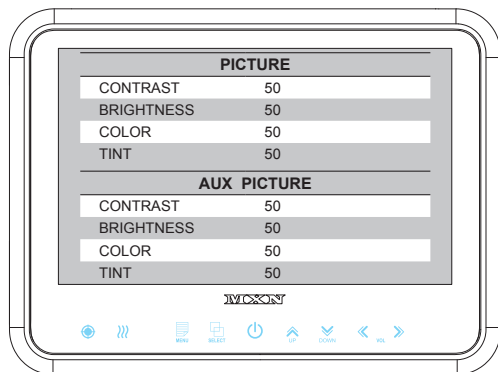 PICTURE
CONTRAST 50
BRIGHTNESS 50
COLOR 50
TINT 50
AUX PICTURE
CONTRAST 50
BRIGHTNESS 50
COLOR 50
TINT 50
MXN
MENU SELECT UP DOWN VOL